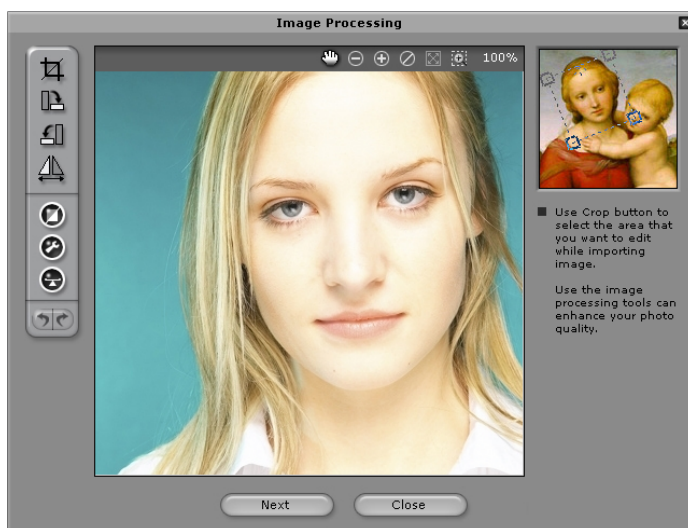 Image Processing
100%
Use Crop button to
select the area that
you want to edit
while importing
image.
Use the image
processing tools can
enhance your photo
quality.
Next
Close